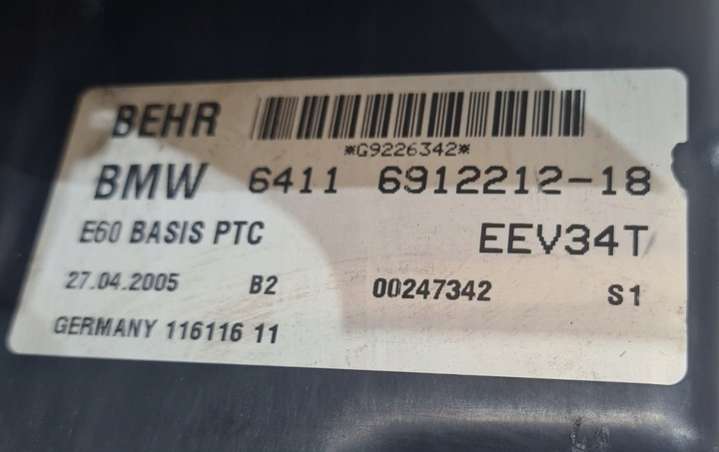 BEHR
*G9226342*
BMW 6411 6912212-18
E60 BASIS PTC EEV34T
27.04.2005 B2 00247342 S1
GERMANY 116116 11